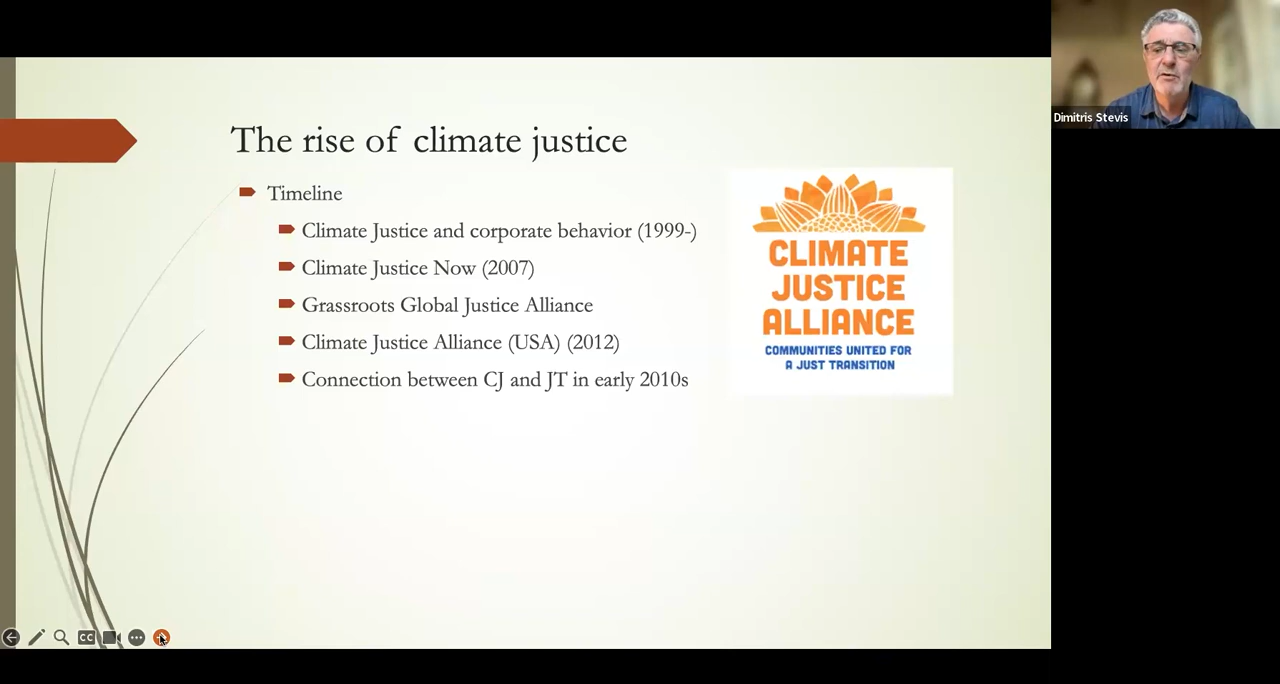 The rise of climate justice
Timeline
Climate Justice and corporate behavior (1999-)
Climate Justice Now (2007)
Grassroots Global Justice Alliance
Climate Justice Alliance (USA) (2012)
Connection between CJ and JT in early 2010s
CLIMATE
JUSTICE
ALLIANCE
COMMUNITIES UNITED FOR
A JUST TRANSITION
Dimitris Stevis
CC